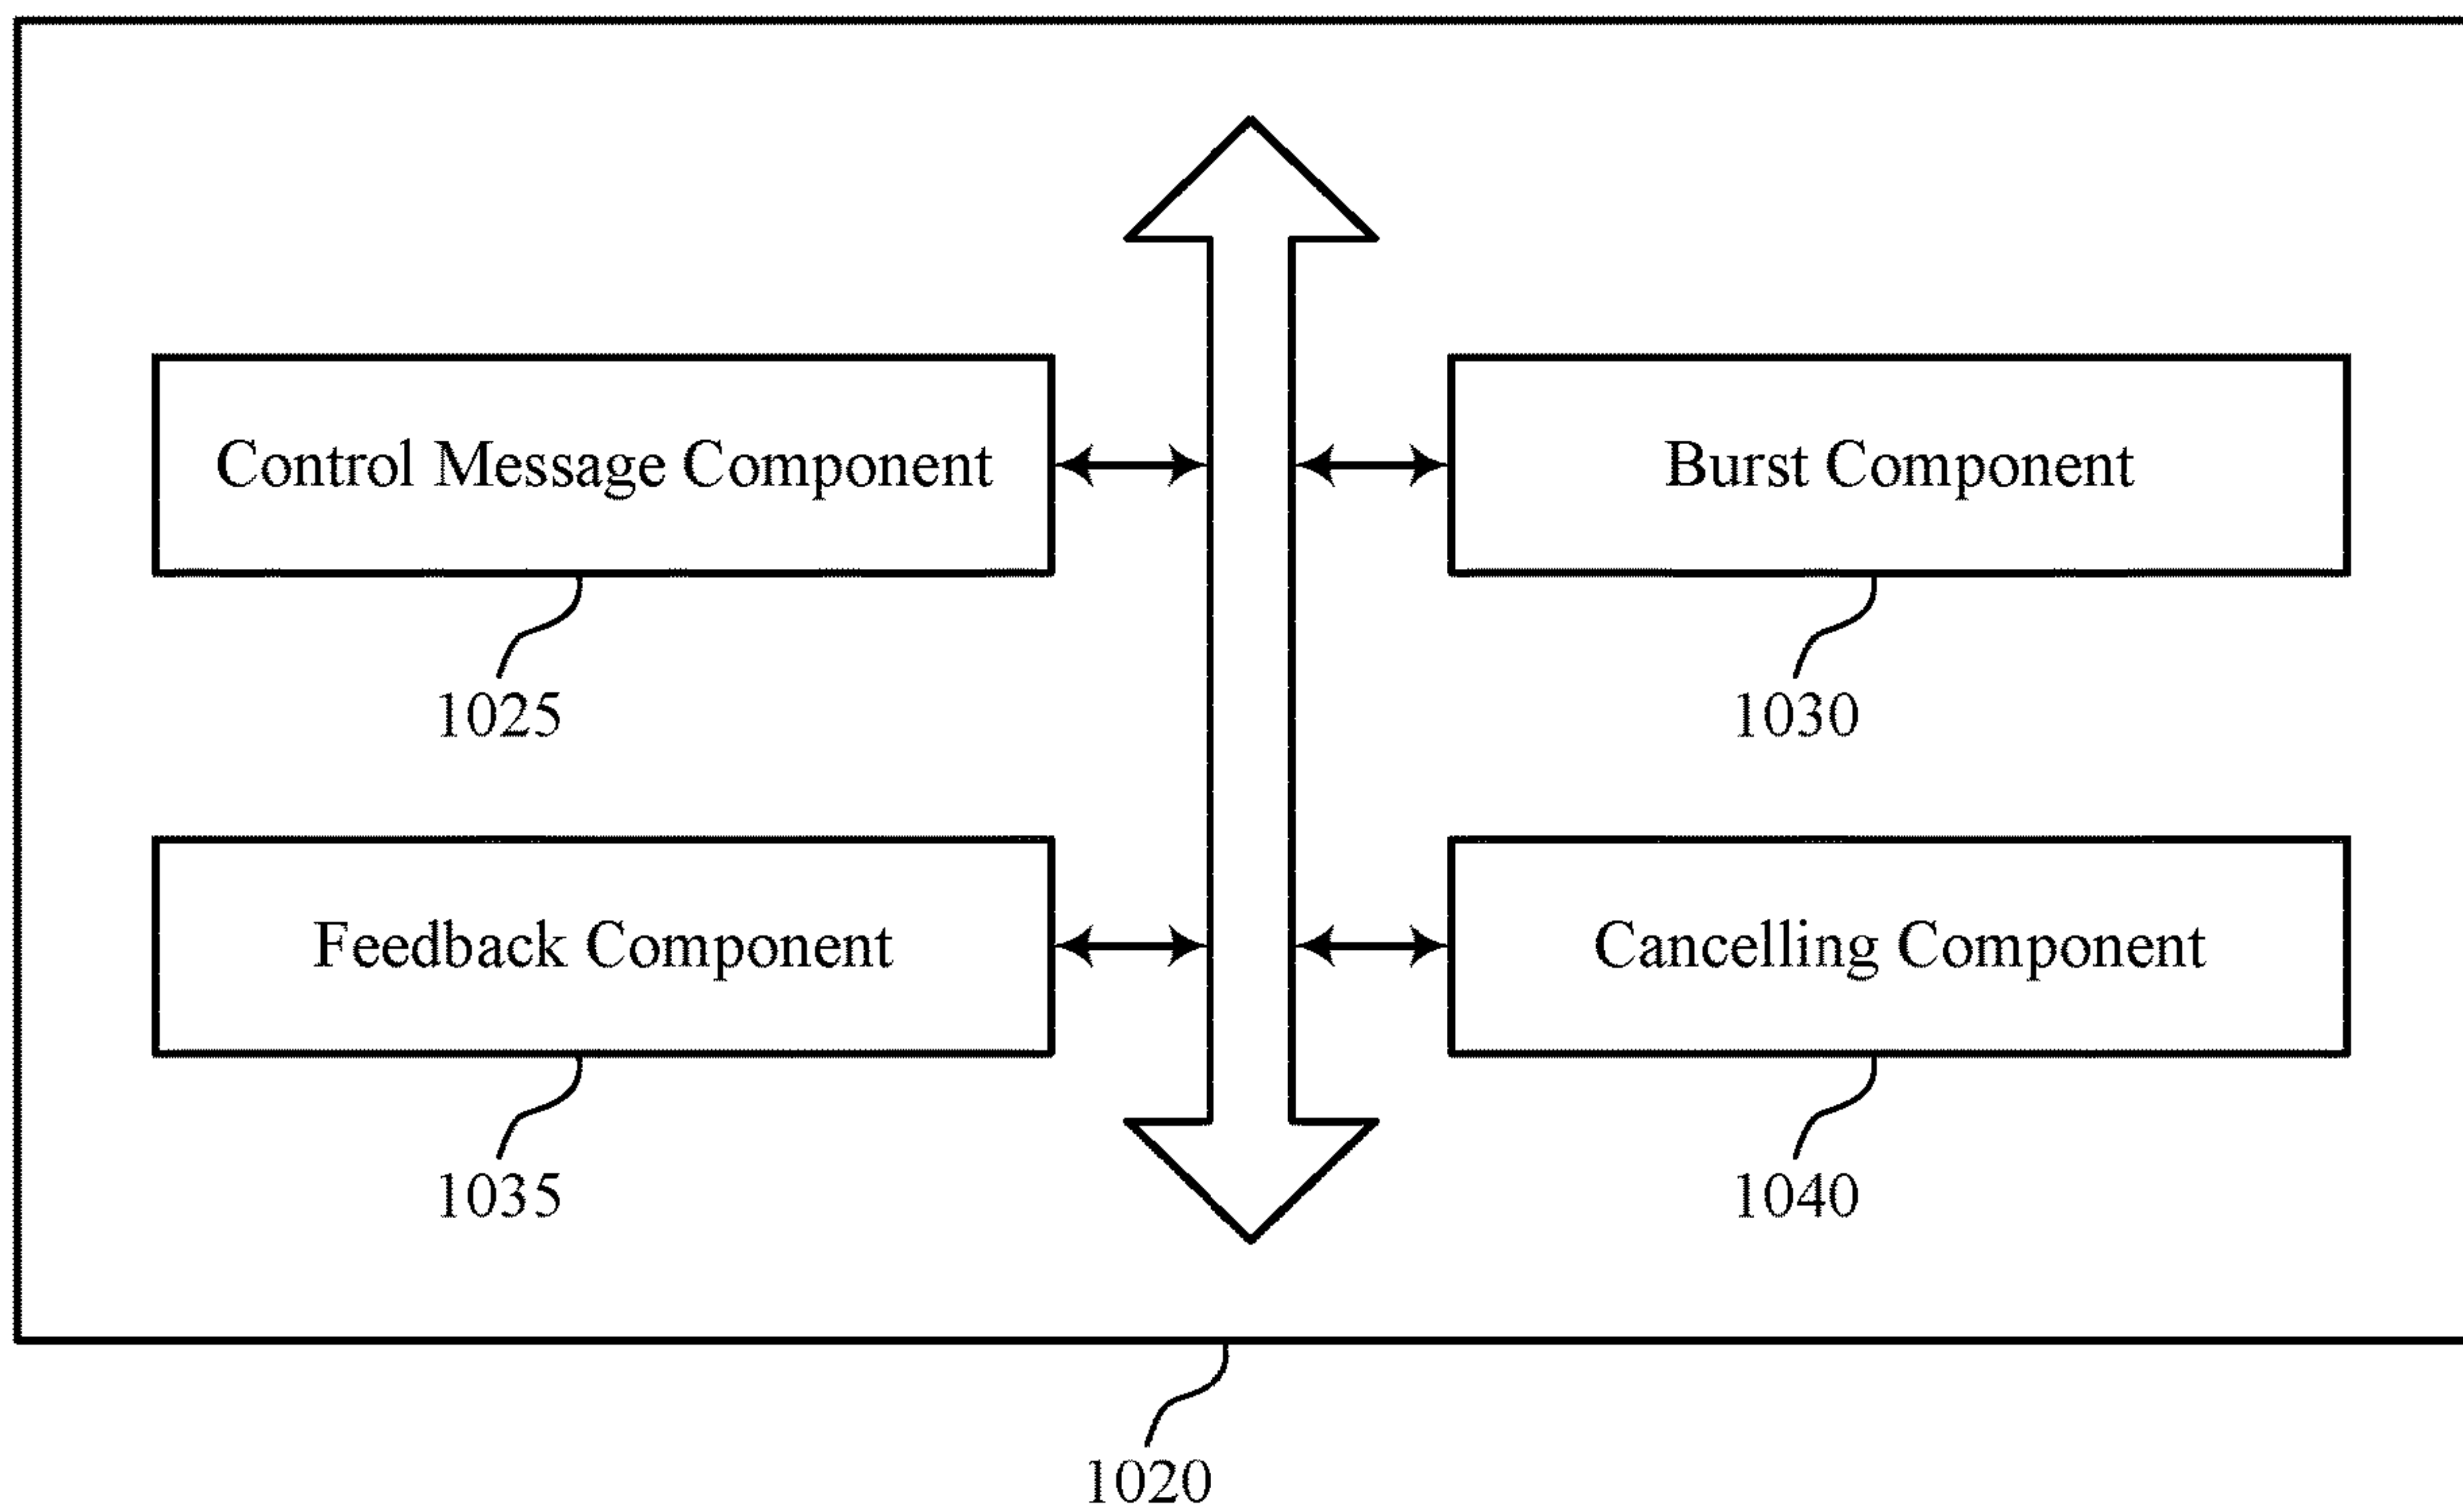 Control Message Component
Burst Component
1025
1030
Feedback Component
Cancelling Component
1035
1040
1020